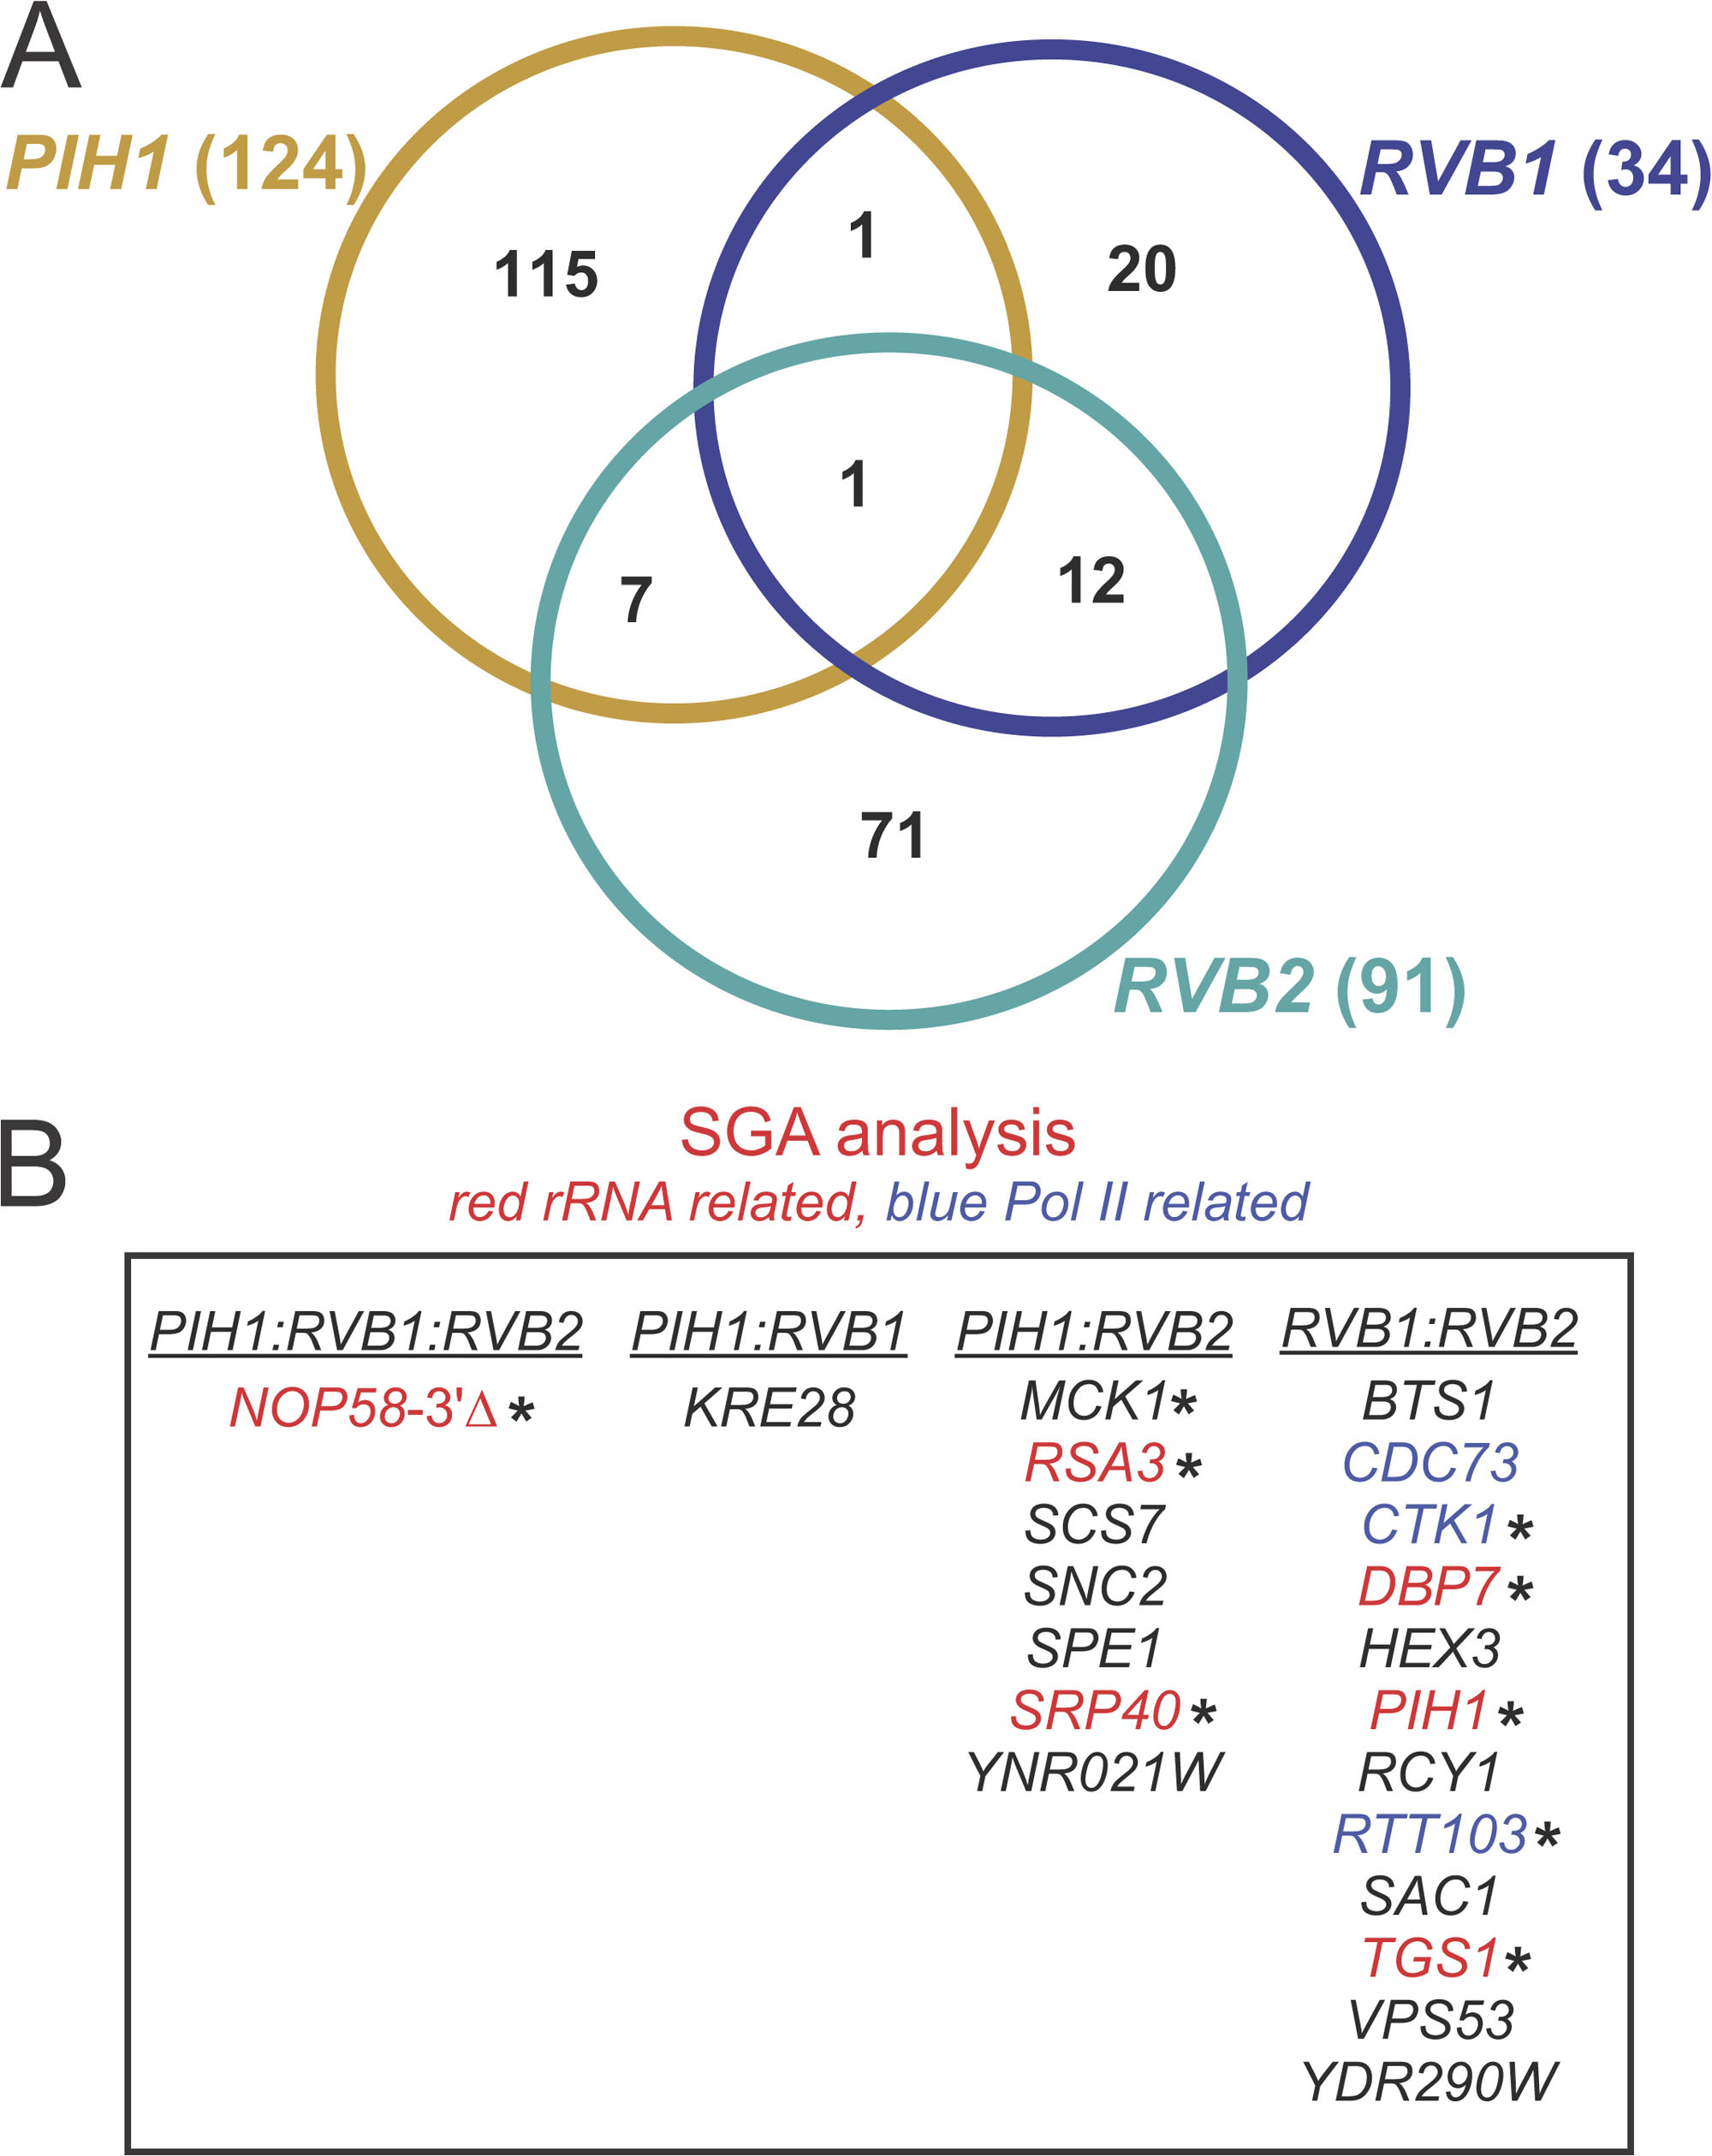 A
PIH1 (124)
RVB1 (34)
1
115
20
1
7
12
71
RVB2 (91)
B
SGA analysis
red rRNA related, blue Pol II related
PIH1:RVB1:RVB2
NOP58-3'Δ*
PIH1:RVB1
KRE28
PIH1:RVB2
MCK1*
RSA3*
SCS7
SNC2
SPE1
SRP40*
YNR021W
RVB1:RVB2
BTS1
CDC73
CTK1*
DBP7*
HEX3
PIH1*
RCY1
RTT103*
SAC1
TGS1*
VPS53
YDR290W